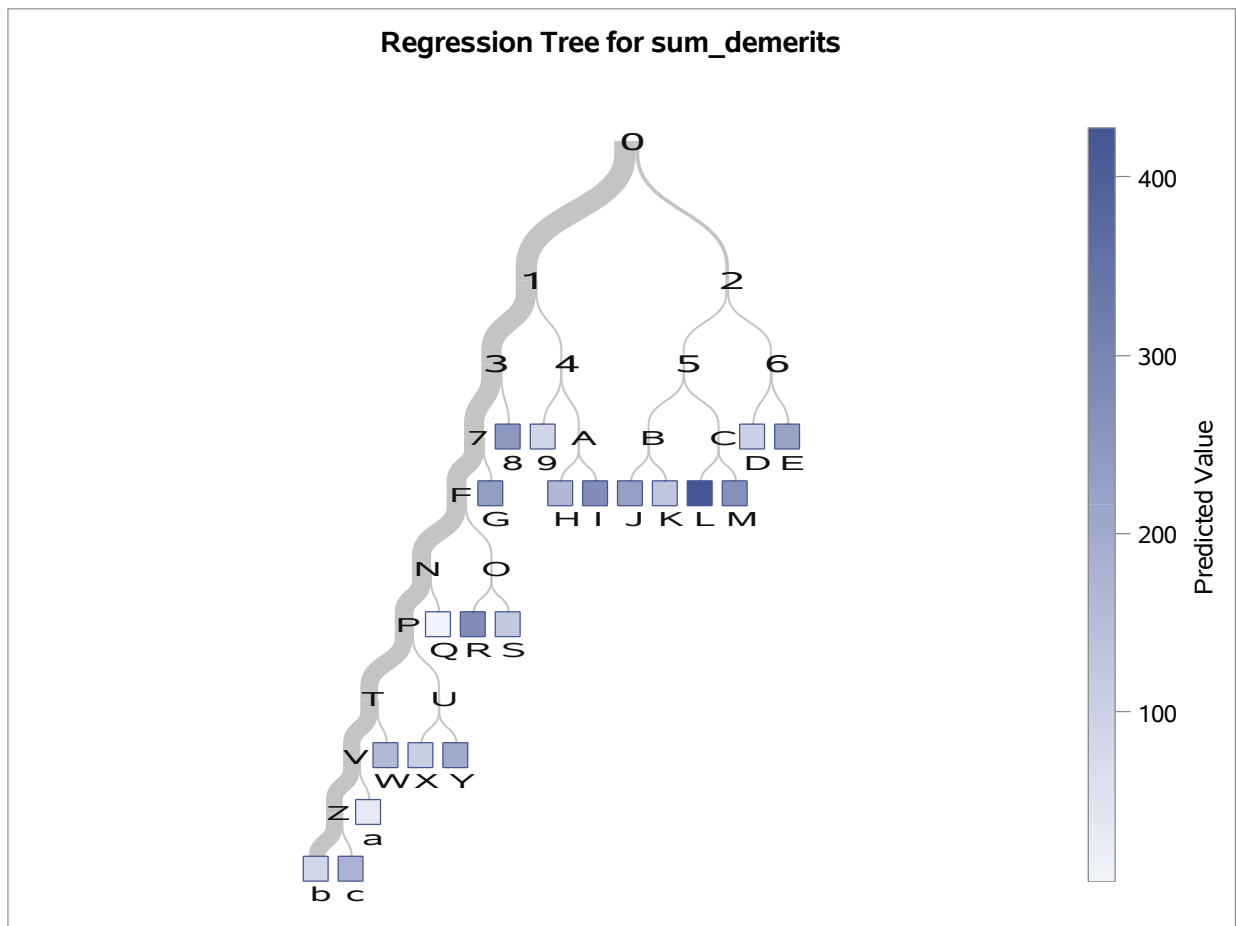 Regression Tree for sum_demerits
0
400
1 2
3 4 5 6
300
7 A B C
8 9 D E
F
G H I J K L M
200
N O
P
Predicted Value
Q R S
T U
100
V
W X Y
Z
a
b c